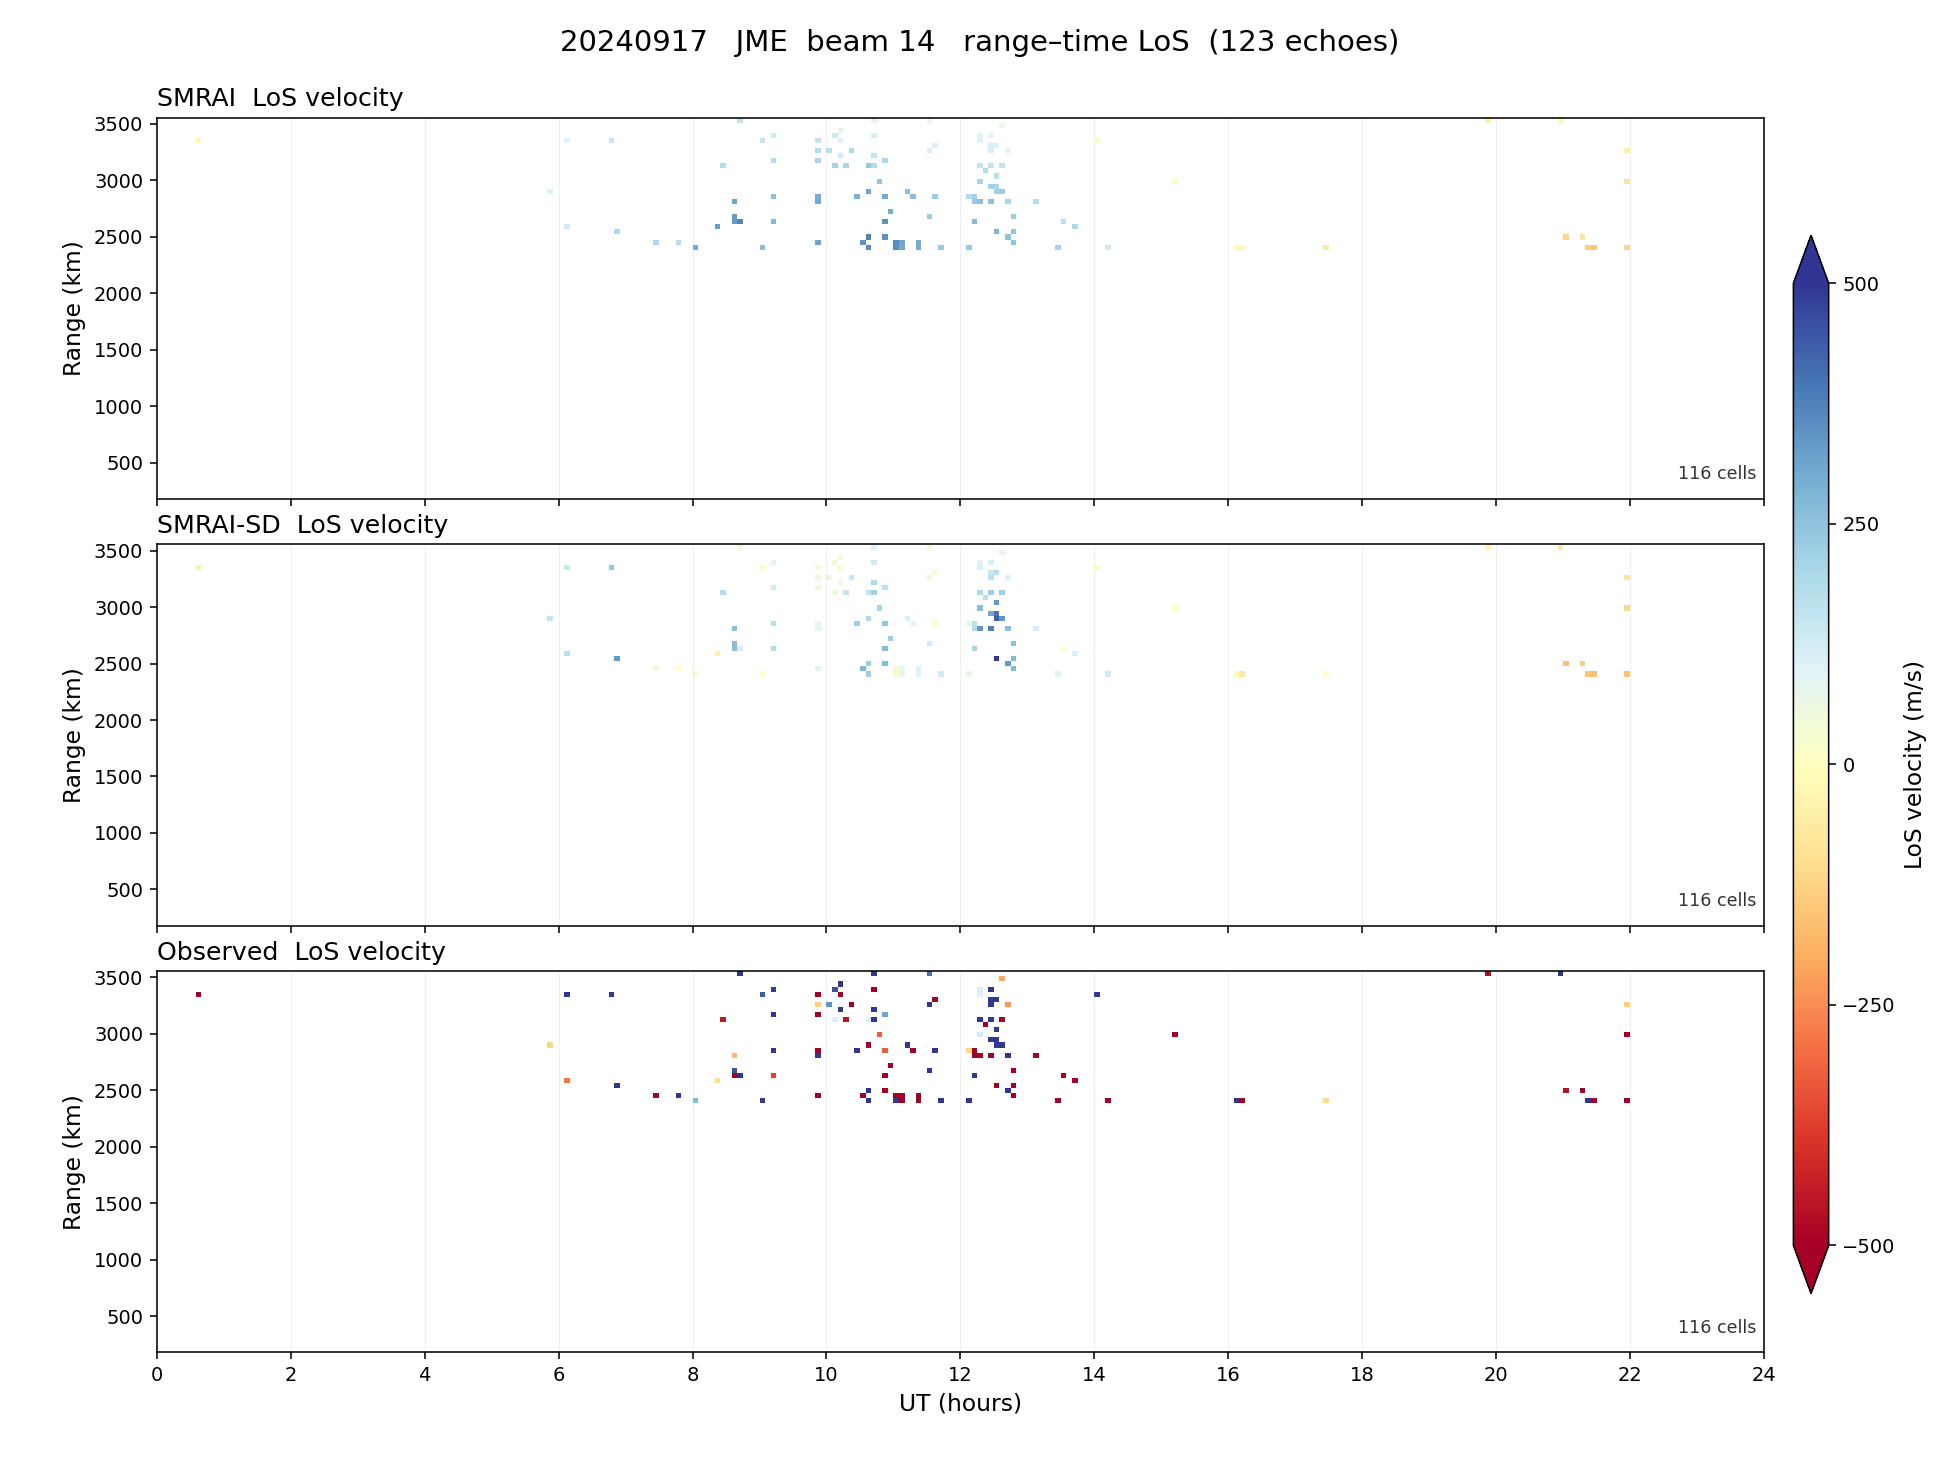 20240917   JME  beam 14   range–time LoS  (123 echoes)
SMRAI  LoS velocity
3500
3000
2500
2000
1500
1000
500
Range (km)
116 cells
SMRAI-SD  LoS velocity
3500
3000
2500
2000
1500
1000
500
Range (km)
116 cells
Observed  LoS velocity
3500
3000
2500
2000
1500
1000
500
Range (km)
116 cells
0 2 4 6 8 10 12 14 16 18 20 22 24
UT (hours)
500
250
0
−250
−500
LoS velocity (m/s)